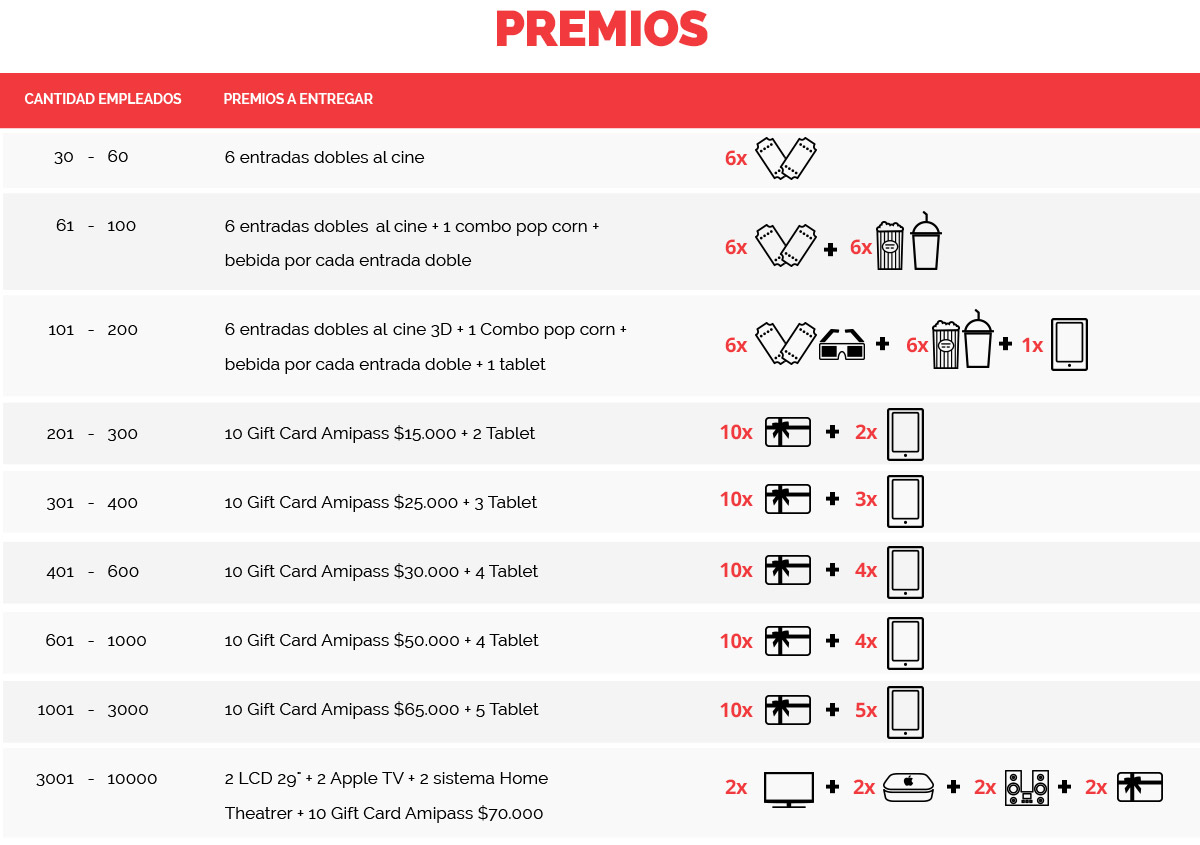 PREMIOS
CANTIDAD EMPLEADOS PREMIOS A ENTREGAR
30 - 60 6 entradas dobles al cine 6x
61 - 100 6 entradas dobles al cine + 1 combo pop corn +
bebida por cada entrada doble 6x + 6x
101 - 200 6 entradas dobles al cine 3D + 1 Combo pop corn +
bebida por cada entrada doble + 1 tablet 6x + 6x + 1x
201 - 300 10 Gift Card Amipass $15.000 + 2 Tablet 10x + 2x
301 - 400 10 Gift Card Amipass $25.000 + 3 Tablet 10x + 3x
401 - 600 10 Gift Card Amipass $30.000 + 4 Tablet 10x + 4x
601 - 1000 10 Gift Card Amipass $50.000 + 4 Tablet 10x + 4x
1001 - 3000 10 Gift Card Amipass $65.000 + 5 Tablet 10x + 5x
3001 - 10000 2 LCD 29" + 2 Apple TV + 2 sistema Home
Theatrer + 10 Gift Card Amipass $70.000 2x + 2x + 2x + 2x